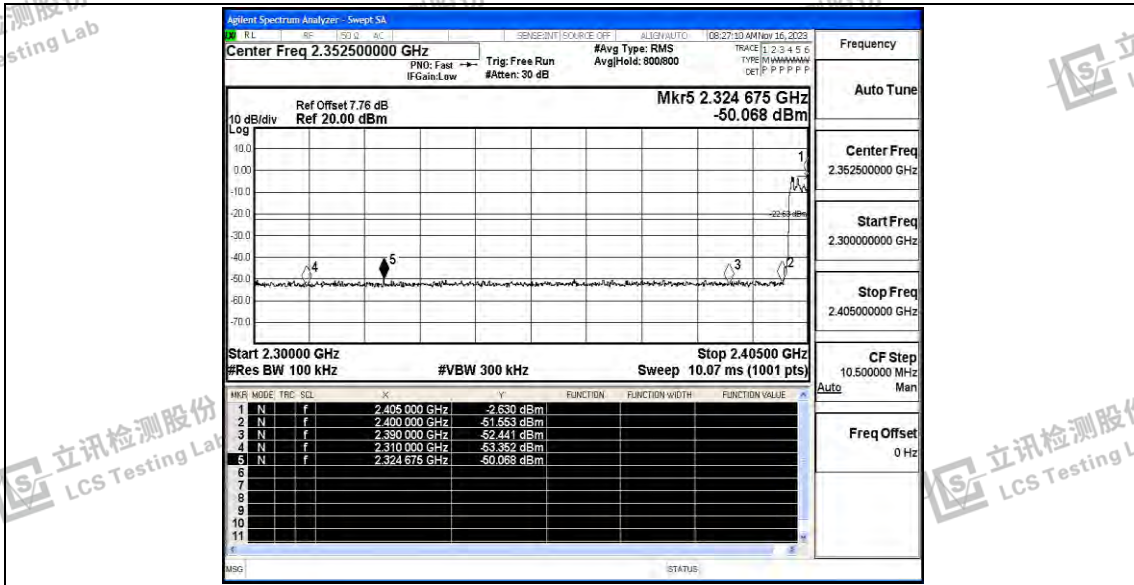 Agilent Spectrum Analyzer - Swept SA
RL RF 50 Ω AC SENSE:INT SOURCE OFF ALIGN AUTO 08:27:10 AM Nov 16, 2023
Center Freq 2.352500000 GHz
PNO: Fast
IFGain:Low
Trig: Free Run
#Atten: 30 dB
#Avg Type: RMS
Avg|Hold: 800/800
TRACE 1 2 3 4 5 6
TYPE M
DET P P P P P P
Mkr5 2.324 675 GHz
-50.068 dBm
Ref Offset 7.76 dB
10 dB/div Ref 20.00 dBm
Log
10.0
0.00
-10.0
-20.0
-30.0
-40.0
-50.0
-60.0
-70.0
1
-22.63 dBm
4
5
3
2
Start 2.30000 GHz Stop 2.40500 GHz
#Res BW 100 kHz #VBW 300 kHz Sweep 10.07 ms (1001 pts)
MKR MODE TRC SCL X Y FUNCTION FUNCTION WIDTH FUNCTION VALUE
1 N f 2.405 000 GHz -2.630 dBm
2 N f 2.400 000 GHz -51.553 dBm
3 N f 2.390 000 GHz -52.441 dBm
4 N f 2.310 000 GHz -53.352 dBm
5 N f 2.324 675 GHz -50.068 dBm
6
7
8
9
10
11
MSG STATUS
Frequency
Auto Tune
Center Freq
2.352500000 GHz
Start Freq
2.300000000 GHz
Stop Freq
2.405000000 GHz
CF Step
10.500000 MHz
Auto Man
Freq Offset
0 Hz
立讯检测股份
LCS Testing Lab
立讯检测股份
LCS Testing L